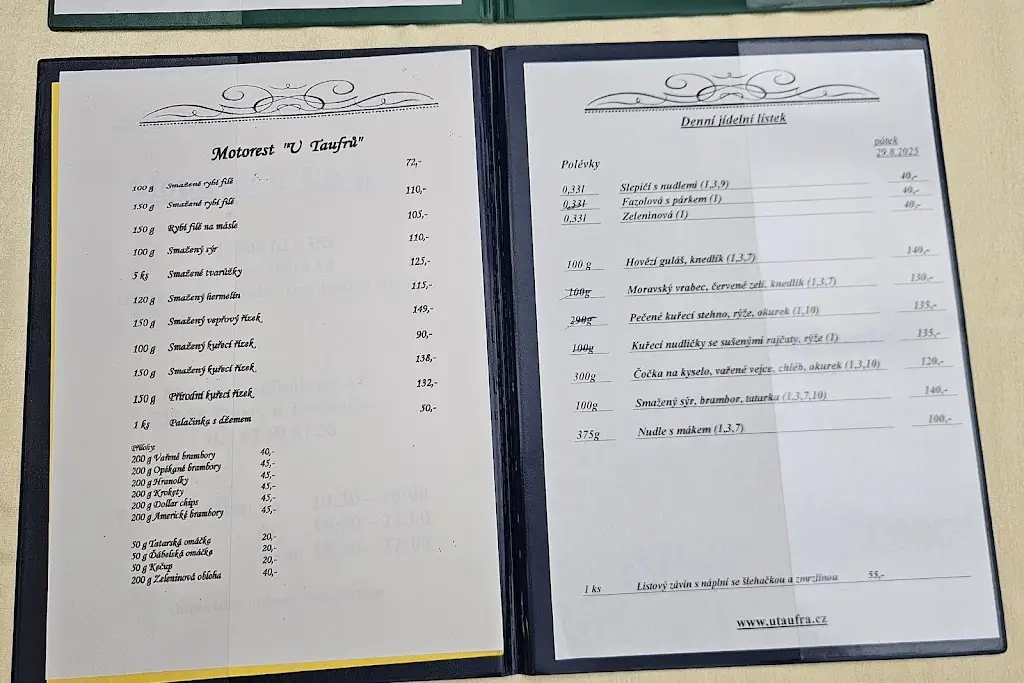 Motorest "U Taufrů"
100 g Smažené rybí filé 72,-
150 g Smažené rybí filé 110,-
150 g Rybí filé na másle 105,-
100 g Smažený sýr 110,-
5 ks Smažené tvarůžky 125,-
120 g Smažený hermelín 115,-
150 g Smažený vepřový řízek 149,-
100 g Smažený kuřecí řízek 90,-
150 g Smažený kuřecí řízek 138,-
150 g Přírodní kuřecí řízek 132,-
1 ks Palačinka s džemem 50,-
Přílohy:
200 g Vařené brambory 40,-
200 g Opékané brambory 45,-
200 g Hranolky 45,-
200 g Krokety 45,-
200 g Dollar chips 45,-
200 g Americké brambory 45,-
50 g Tatarská omáčka 20,-
50 g Ďábelská omáčka 20,-
50 g Kečup 20,-
200 g Zeleninová obloha 40,-
Denní jídelní lístek
pátek
29.8.2025
Polévky
0,33l Slepičí s nudlemi (1,3,9) 40,-
0,33l Fazolová s párkem (1) 40,-
0,33l Zeleninová (1) 40,-
100 g Hovězí guláš, knedlík (1,3,7) 140,-
100g Moravský vrabec, červené zelí, knedlík (1,3,7) 130,-
290g Pečené kuřecí stehno, rýže, okurek (1,10) 135,-
100g Kuřecí nudličky se sušenými rajčaty, rýže (1) 135,-
300g Čočka na kyselo, vařené vejce, chléb, okurek (1,3,10) 120,-
100g Smažený sýr, brambor, tatarka (1,3,7,10) 140,-
375g Nudle s mákem (1,3,7) 100,-
1 ks Listový závin s náplní se šlehačkou a zmrzlinou 55,-
www.utaufra.cz